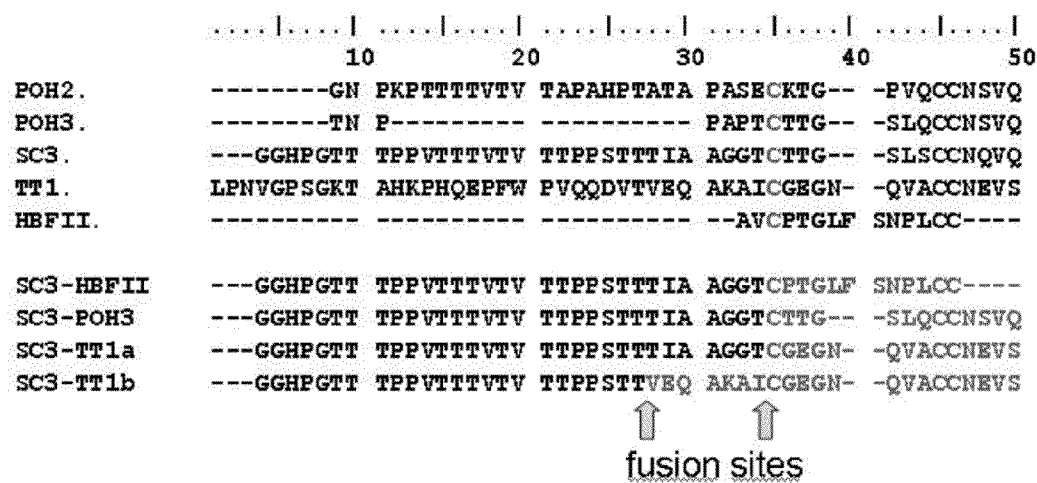 ....|....| ....|....| ....|....| ....|....| ....|....|
10 20 30 40 50
POH2. --------GN PKPTTTTVTV TAPAHPTATA PASECKTG-- -PVQCCNSVQ
POH3. --------TN P--------- ---------- PAPTCTTG-- -SLQCCNSVQ
SC3. ---GGHPGTT TPPVTTTVTV TTPPSTTTIA AGGTCTTG-- -SLSCCNQVQ
TT1. LPNVGPSGKT AHKPHQEPFW PVQQDVTVEQ AKAICGEGN- -QVACCNEVS
HBFII. ---------- ---------- ---------- --AVCPTGLF SNPLCC----
SC3-HBFII ---GGHPGTT TPPVTTTVTV TTPPSTTTIA AGGTCPTGLF SNPLCC----
SC3-POH3 ---GGHPGTT TPPVTTTVTV TTPPSTTTIA AGGTCTTG-- -SLQCCNSVQ
SC3-TT1a ---GGHPGTT TPPVTTTVTV TTPPSTTTIA AGGTCGEGN- -QVACCNEVS
SC3-TT1b ---GGHPGTT TPPVTTTVTV TTPPSTTVEQ AKAICGEGN- -QVACCNEVS
fusion sites